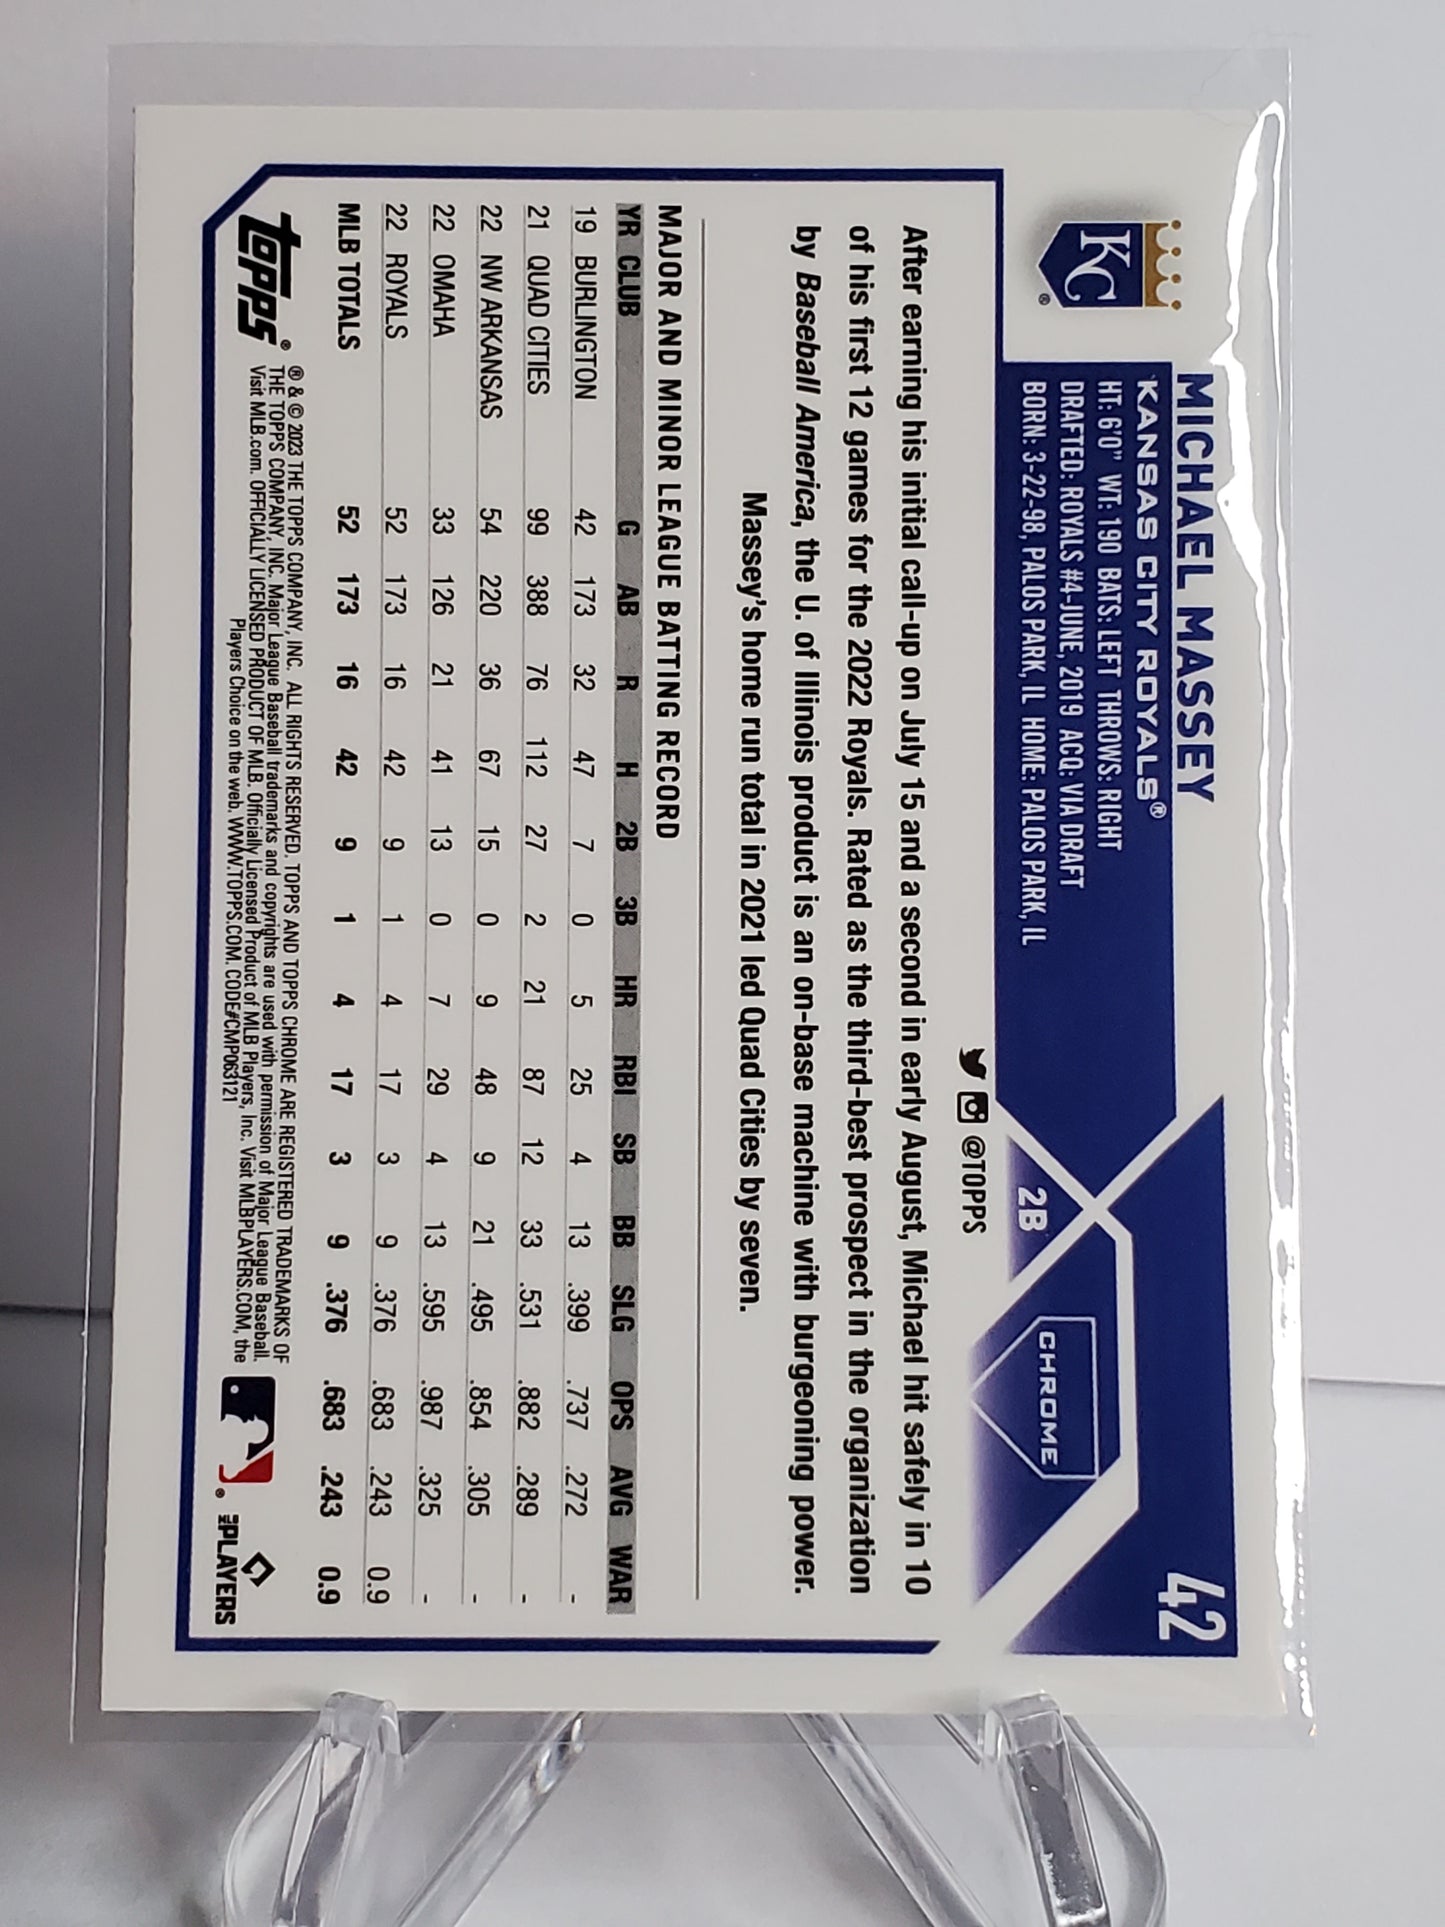 42
MICHAEL MASSEY
KANSAS CITY ROYALS®
HT: 6'0" WT: 190 BATS: LEFT THROWS: RIGHT
DRAFTED: ROYALS #4-JUNE, 2019 ACQ: VIA DRAFT
BORN: 3-22-98, PALOS PARK, IL HOME: PALOS PARK, IL
KC
®
2B
CHROME
@TOPPS
After earning his initial call-up on July 15 and a second in early August, Michael hit safely in 10
of his first 12 games for the 2022 Royals. Rated as the third-best prospect in the organization
by Baseball America, the U. of Illinois product is an on-base machine with burgeoning power.
Massey's home run total in 2021 led Quad Cities by seven.
MAJOR AND MINOR LEAGUE BATTING RECORD
YR CLUB G AB R H 2B 3B HR RBI SB BB SLG OPS AVG WAR
19 BURLINGTON 42 173 32 47 7 0 5 25 4 13 .399 .737 .272 -
21 QUAD CITIES 99 388 76 112 27 2 21 87 12 33 .531 .882 .289 -
22 NW ARKANSAS 54 220 36 67 15 0 9 48 9 21 .495 .854 .305 -
22 OMAHA 33 126 21 41 13 0 7 29 4 13 .595 .987 .325 -
22 ROYALS 52 173 16 42 9 1 4 17 3 9 .376 .683 .243 0.9
MLB TOTALS 52 173 16 42 9 1 4 17 3 9 .376 .683 .243 0.9
topps®
® & © 2023 THE TOPPS COMPANY, INC. ALL RIGHTS RESERVED. TOPPS AND TOPPS CHROME ARE REGISTERED TRADEMARKS OF
THE TOPPS COMPANY, INC. Major League Baseball trademarks and copyrights are used with permission of Major League Baseball.
Visit MLB.com. OFFICIALLY LICENSED PRODUCT OF MLB. Officially Licensed Product of MLB Players, Inc. Visit MLBPLAYERS.COM, the
Players Choice on the web. WWW.TOPPS.COM. CODE#CMP063121
®
MLB PLAYERS